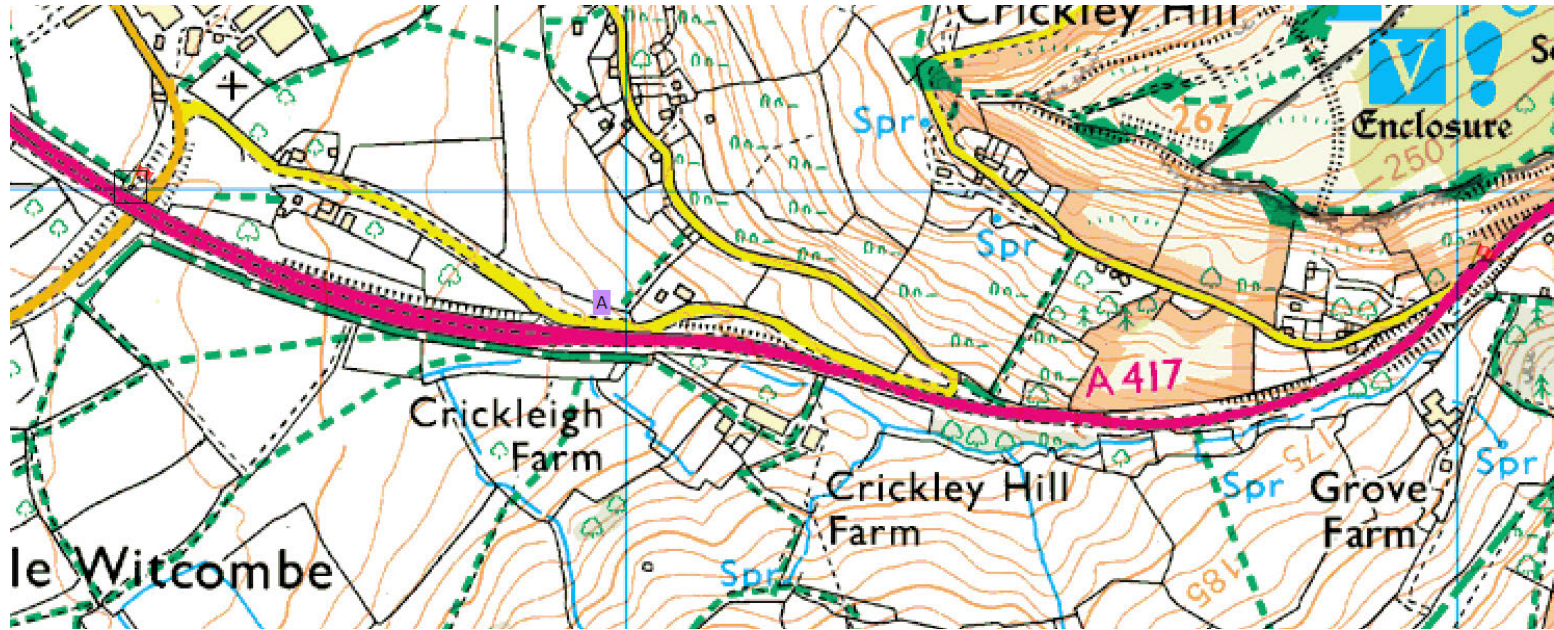 Crickley Hill
V
Enclosure
Spr
267
250
Spr
A
A 417
Crickleigh
Farm
Crickley Hill
Farm
175
Spr
Spr
Grove
Farm
185
Spr
le Witcombe